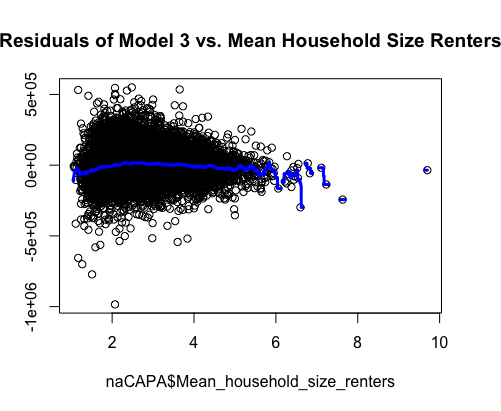 Residuals of Model 3 vs. Mean Household Size Renters
5e+05
0e+00
-5e+05
-1e+06
2 4 6 8 10
naCAPA$Mean_household_size_renters